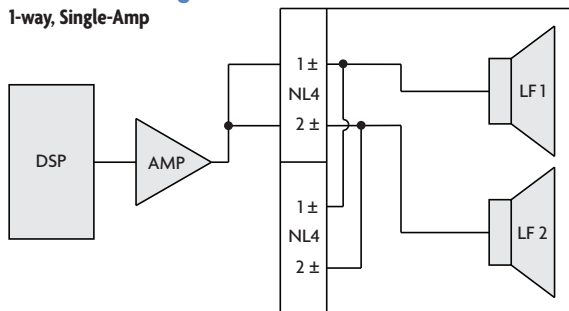 1-way, Single-Amp
DSP
AMP
1 ±
NL4
2 ±
1 ±
NL4
2 ±
LF 1
LF 2